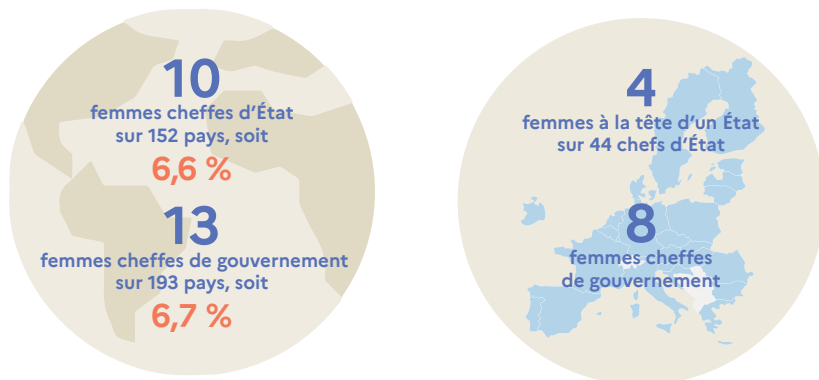 10
femmes cheffes d'État
sur 152 pays, soit
6,6 %
13
femmes cheffes de gouvernement
sur 193 pays, soit
6,7 %
4
femmes à la tête d'un État
sur 44 chefs d'État
8
femmes cheffes
de gouvernement